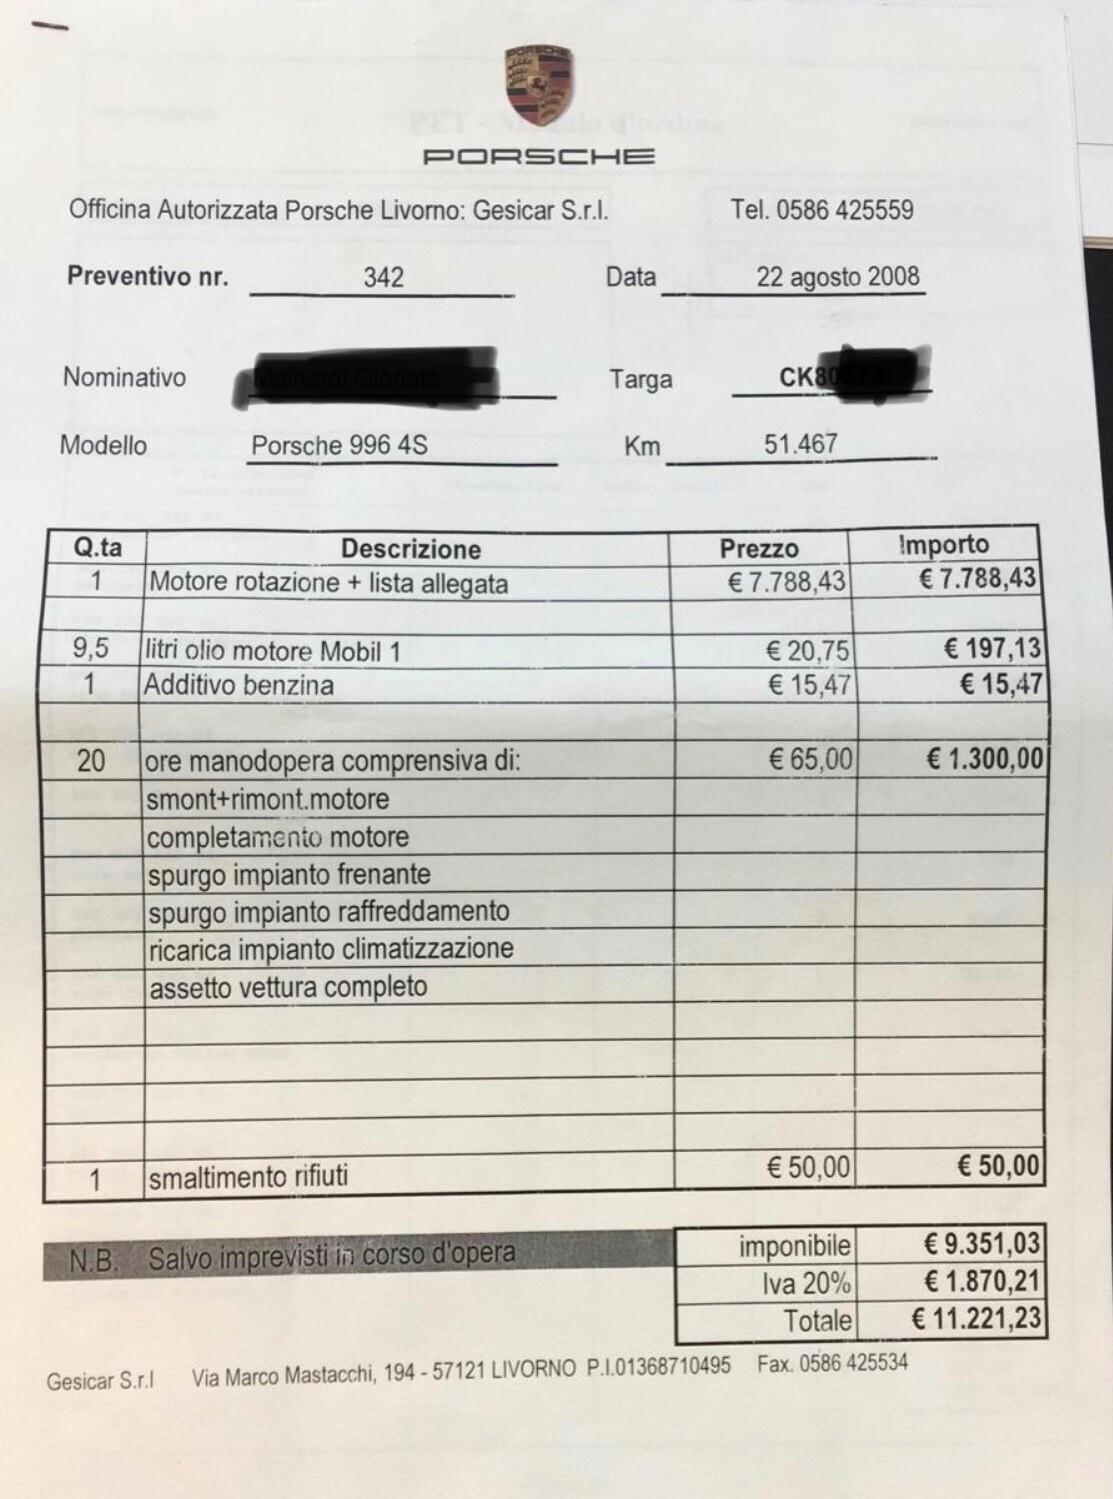 PORSCHE
PORSCHE
Officina Autorizzata Porsche Livorno: Gesicar S.r.l. Tel. 0586 425559
Preventivo nr. 342 Data 22 agosto 2008
Nominativo Targa CK8
Modello Porsche 996 4S Km 51.467
Q.ta Descrizione Prezzo Importo
1 Motore rotazione + lista allegata € 7.788,43 € 7.788,43
9,5 litri olio motore Mobil 1 € 20,75 € 197,13
1 Additivo benzina € 15,47 € 15,47
20 ore manodopera comprensiva di: € 65,00 € 1.300,00
smont+rimont.motore
completamento motore
spurgo impianto frenante
spurgo impianto raffreddamento
ricarica impianto climatizzazione
assetto vettura completo
1 smaltimento rifiuti € 50,00 € 50,00
N.B. Salvo imprevisti in corso d'opera imponibile € 9.351,03
Iva 20% € 1.870,21
Totale € 11.221,23
Gesicar S.r.l Via Marco Mastacchi, 194 - 57121 LIVORNO P.I.01368710495 Fax. 0586 425534